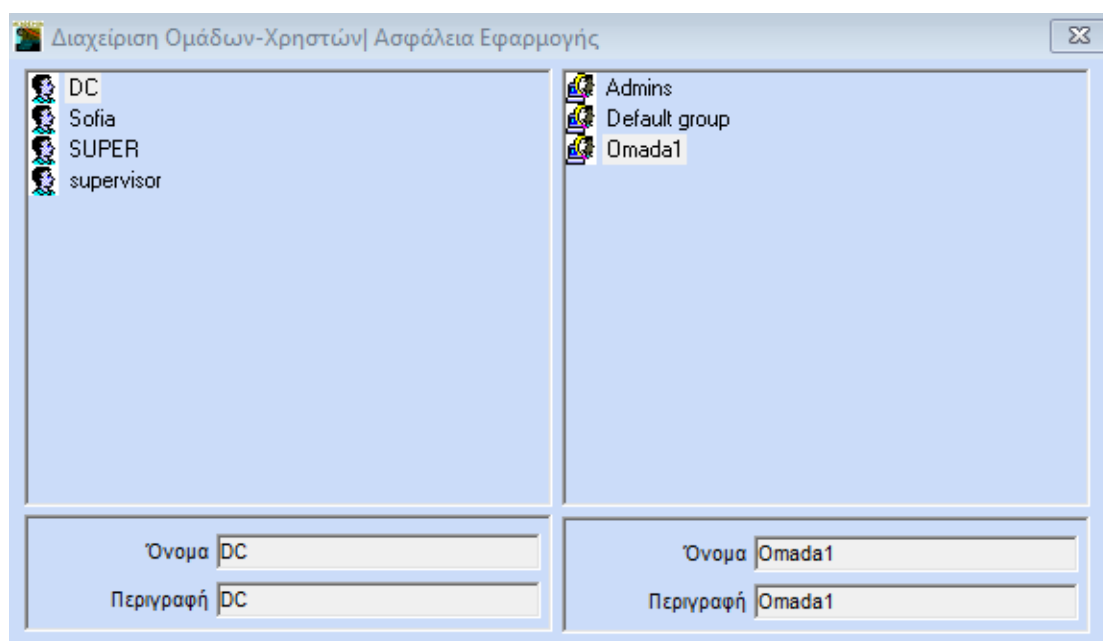 Διαχείριση Ομάδων-Χρηστών| Ασφάλεια Εφαρμογής
DC
Sofia
SUPER
supervisor
Admins
Default group
Omada1
Όνομα DC
Περιγραφή DC
Όνομα Omada1
Περιγραφή Omada1